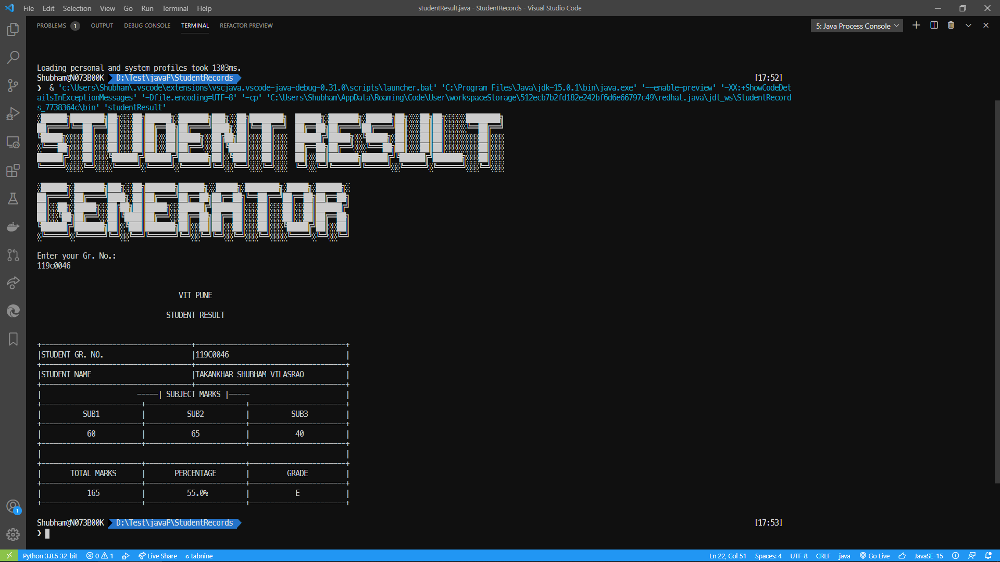 File Edit Selection View Go Run Terminal Help
studentResult.java - StudentRecords - Visual Studio Code
PROBLEMS 1 OUTPUT DEBUG CONSOLE TERMINAL REFACTOR PREVIEW
5: Java Process Console
Loading personal and system profiles took 1303ms.
Shubham@N073B00K D:\Test\javaP\StudentRecords [17:52]
❯ & 'c:\Users\Shubham\.vscode\extensions\vscjava.vscode-java-debug-0.31.0\scripts\launcher.bat' 'C:\Program Files\Java\jdk-15.0.1\bin\java.exe' '--enable-preview' '-XX:+ShowCodeDet
ailsInExceptionMessages' '-Dfile.encoding=UTF-8' '-cp' 'C:\Users\Shubham\AppData\Roaming\Code\User\workspaceStorage\512ecb7b2fd182e242bf6d6e66797c49\redhat.java\jdt_ws\StudentRecord
s_7738364c\bin' 'studentResult'
STUDENT RESULT
GENERATOR
Enter your Gr. No.:
119c0046
VIT PUNE
STUDENT RESULT
|STUDENT GR. NO. |119C0046 |
|STUDENT NAME |TAKANKHAR SHUBHAM VILASRAO |
| -----| SUBJECT MARKS |----- |
| SUB1 | SUB2 | SUB3 |
| 60 | 65 | 40 |
| TOTAL MARKS | PERCENTAGE | GRADE |
| 165 | 55.0% | E |
Shubham@N073B00K D:\Test\javaP\StudentRecords [17:53]
❯
1
Python 3.8.5 32-bit 0 1 Live Share tabnine Ln 22, Col 51 Spaces: 4 UTF-8 CRLF java Go Live JavaSE-15